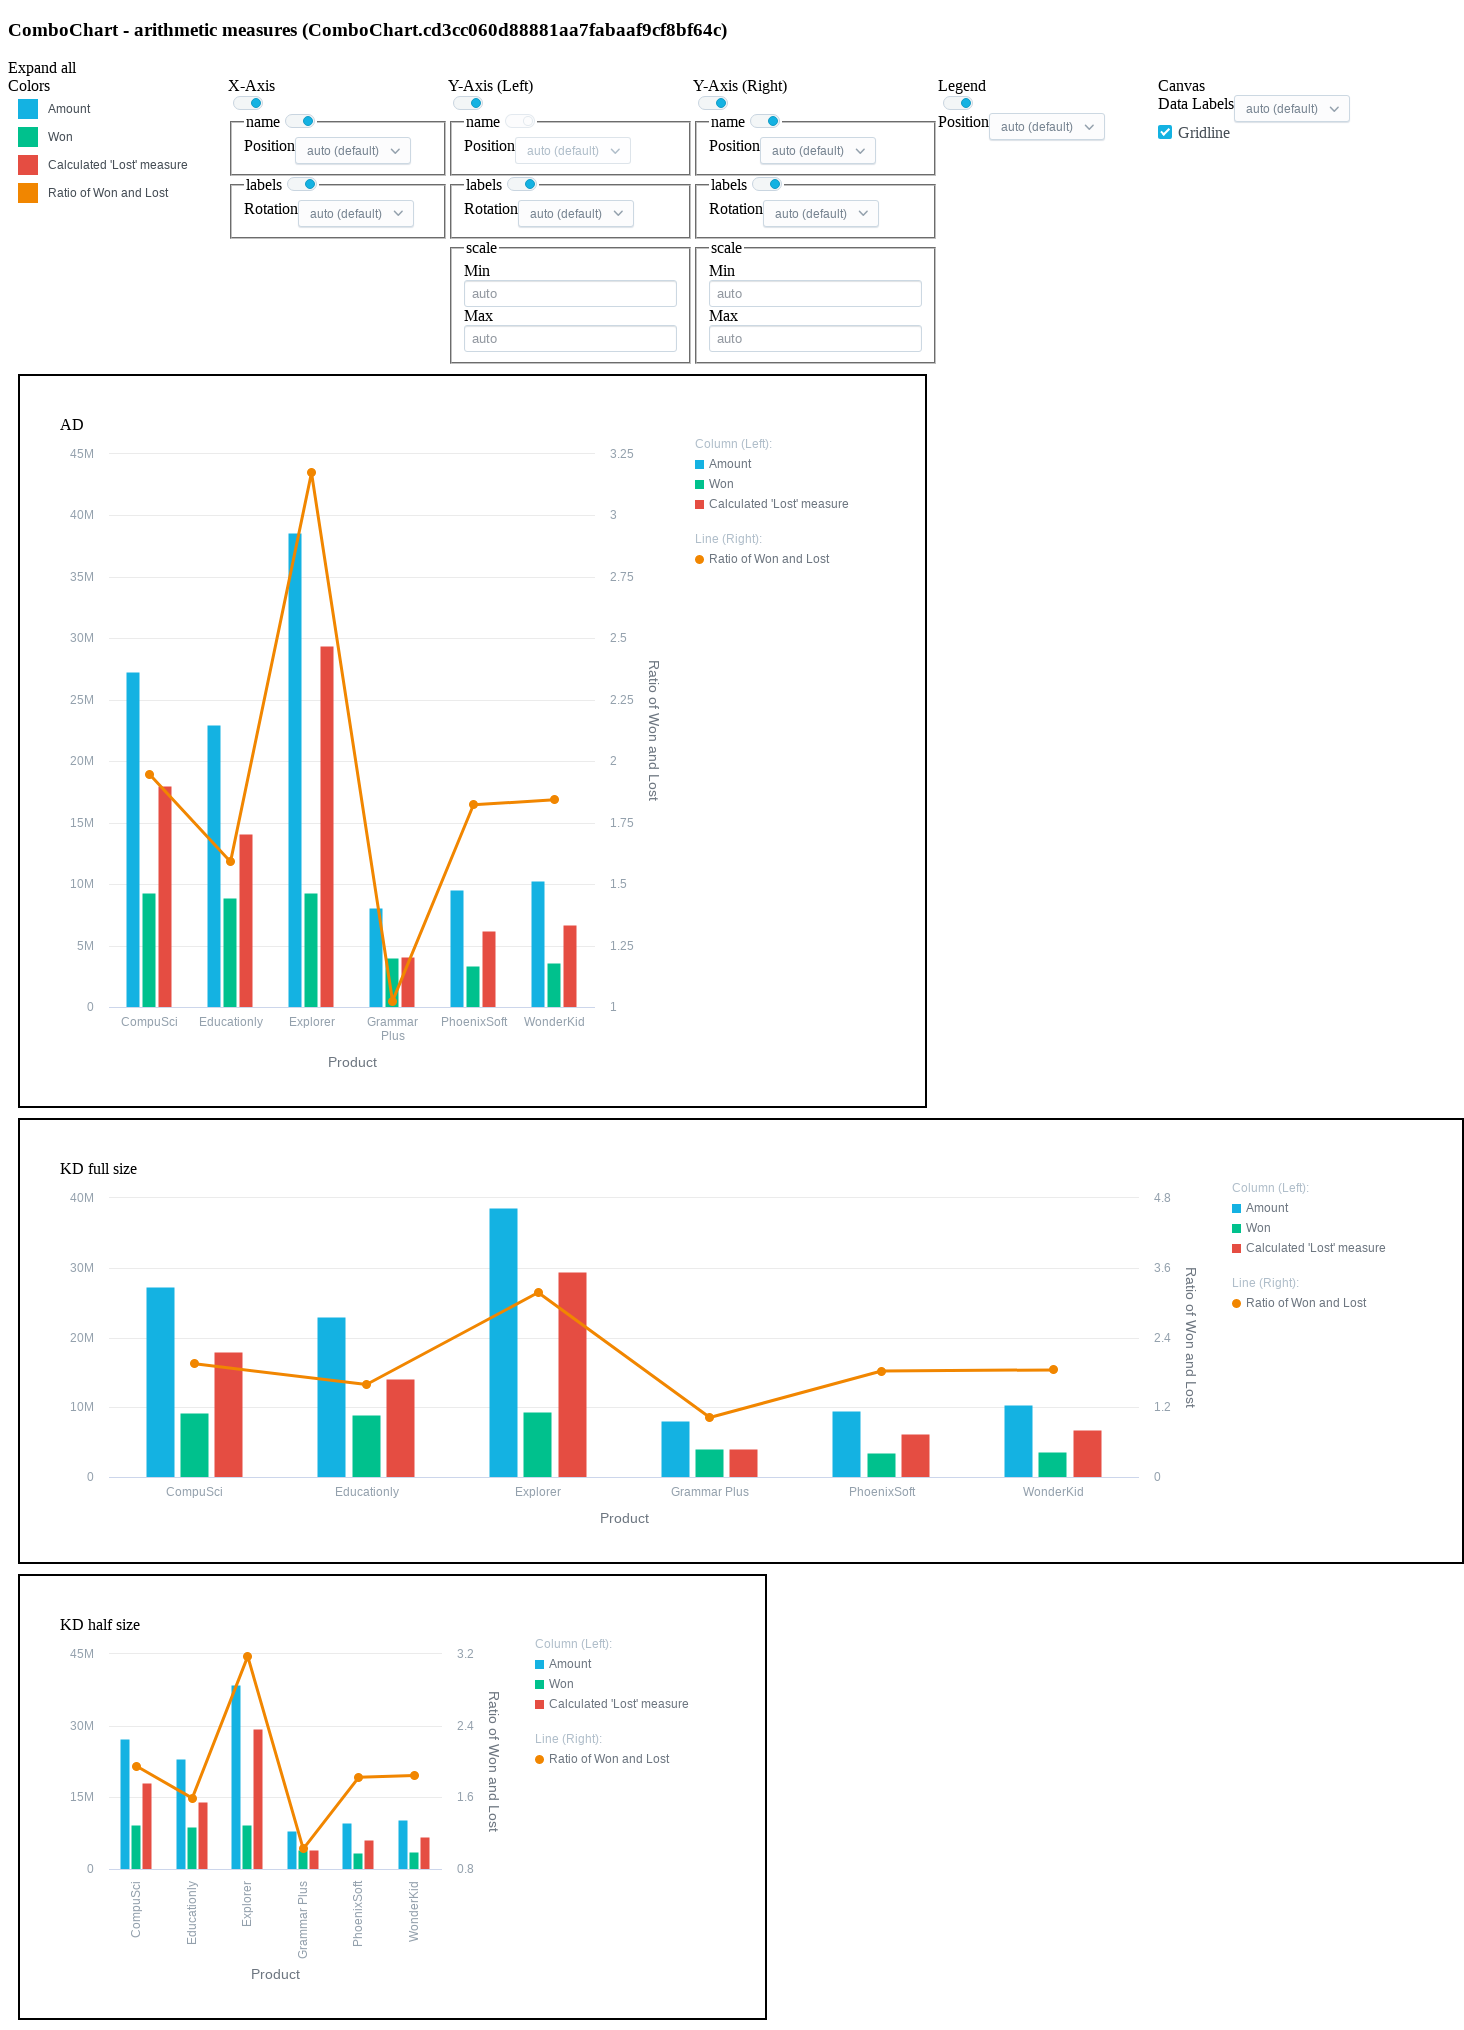 ComboChart - arithmetic measures (ComboChart.cd3cc060d88881aa7fabaaf9cf8bf64c)
Expand all
Colors
Amount
Won
Calculated 'Lost' measure
Ratio of Won and Lost
X-Axis
name
Position auto (default)
labels
Rotation auto (default)
Y-Axis (Left)
name
Position auto (default)
labels
Rotation auto (default)
scale
Min
auto
Max
auto
Y-Axis (Right)
name
Position auto (default)
labels
Rotation auto (default)
scale
Min
auto
Max
auto
Legend
Position auto (default)
Canvas
Data Labels auto (default)
Gridline
AD
45M
40M
35M
30M
25M
20M
15M
10M
5M
0
3.25
3
2.75
2.5
2.25
2
1.75
1.5
1.25
1
Ratio of Won and Lost
CompuSci
Educationly
Explorer
Grammar
Plus
PhoenixSoft
WonderKid
Product
Column (Left):
Amount
Won
Calculated 'Lost' measure
Line (Right):
Ratio of Won and Lost
KD full size
40M
30M
20M
10M
0
4.8
3.6
2.4
1.2
0
Ratio of Won and Lost
CompuSci
Educationly
Explorer
Grammar Plus
PhoenixSoft
WonderKid
Product
Column (Left):
Amount
Won
Calculated 'Lost' measure
Line (Right):
Ratio of Won and Lost
KD half size
45M
30M
15M
0
3.2
2.4
1.6
0.8
Ratio of Won and Lost
CompuSci
Educationly
Explorer
Grammar Plus
PhoenixSoft
WonderKid
Product
Column (Left):
Amount
Won
Calculated 'Lost' measure
Line (Right):
Ratio of Won and Lost